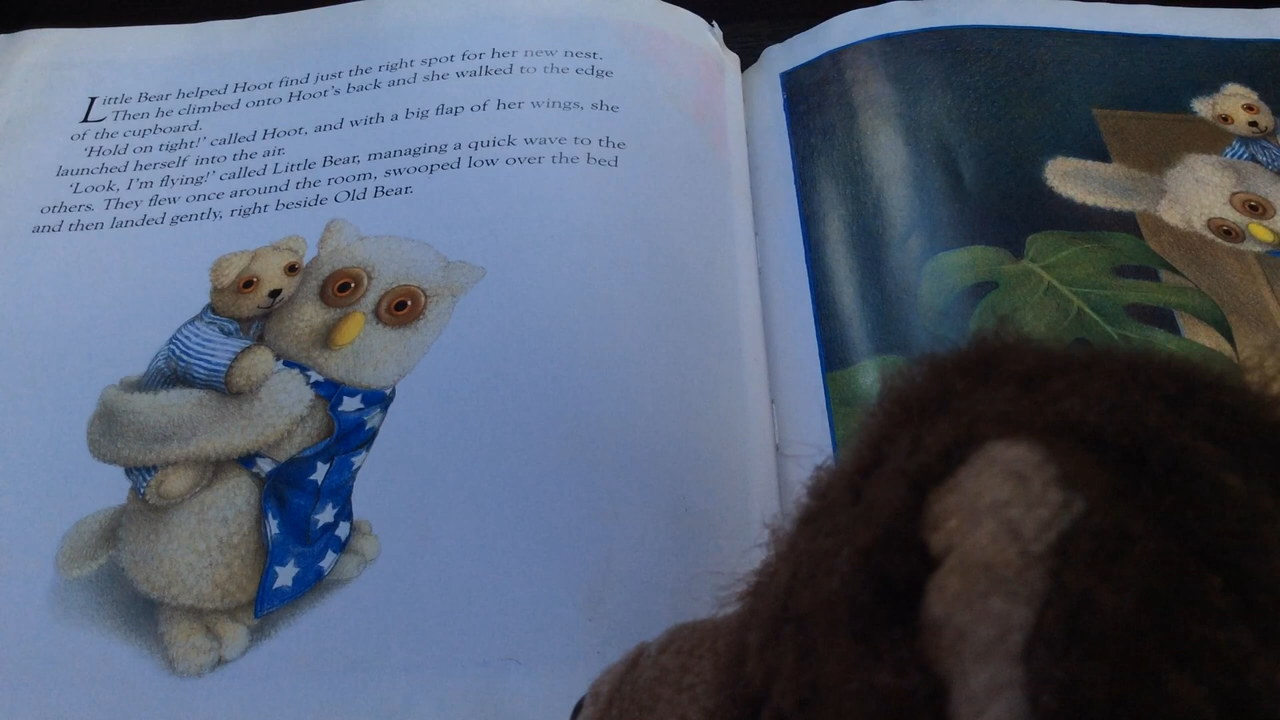 Little Bear helped Hoot find just the right spot for her new nest.
Then he climbed onto Hoot's back and she walked to the edge
of the cupboard.
'Hold on tight!' called Hoot, and with a big flap of her wings, she
launched herself into the air.
'Look, I'm flying!' called Little Bear, managing a quick wave to the
others. They flew once around the room, swooped low over the bed
and then landed gently, right beside Old Bear.